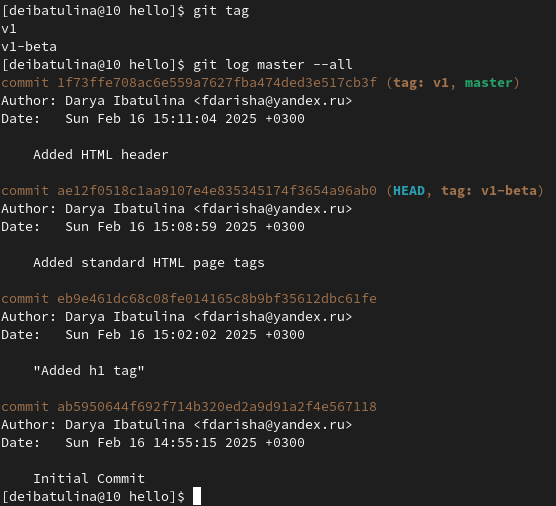 [deibatulina@10 hello]$ git tag
v1
v1-beta
[deibatulina@10 hello]$ git log master --all
commit 1f73ffe708ac6e559a7627fba474ded3e517cb3f (tag: v1, master)
Author: Darya Ibatulina <fdarisha@yandex.ru>
Date:   Sun Feb 16 15:11:04 2025 +0300
    Added HTML header
commit ae12f0518c1aa9107e4e835345174f3654a96ab0 (HEAD, tag: v1-beta)
Author: Darya Ibatulina <fdarisha@yandex.ru>
Date:   Sun Feb 16 15:08:59 2025 +0300
    Added standard HTML page tags
commit eb9e461dc68c08fe014165c8b9bf35612dbc61fe
Author: Darya Ibatulina <fdarisha@yandex.ru>
Date:   Sun Feb 16 15:02:02 2025 +0300
    "Added h1 tag"
commit ab5950644f692f714b320ed2a9d91a2f4e567118
Author: Darya Ibatulina <fdarisha@yandex.ru>
Date:   Sun Feb 16 14:55:15 2025 +0300
    Initial Commit
[deibatulina@10 hello]$